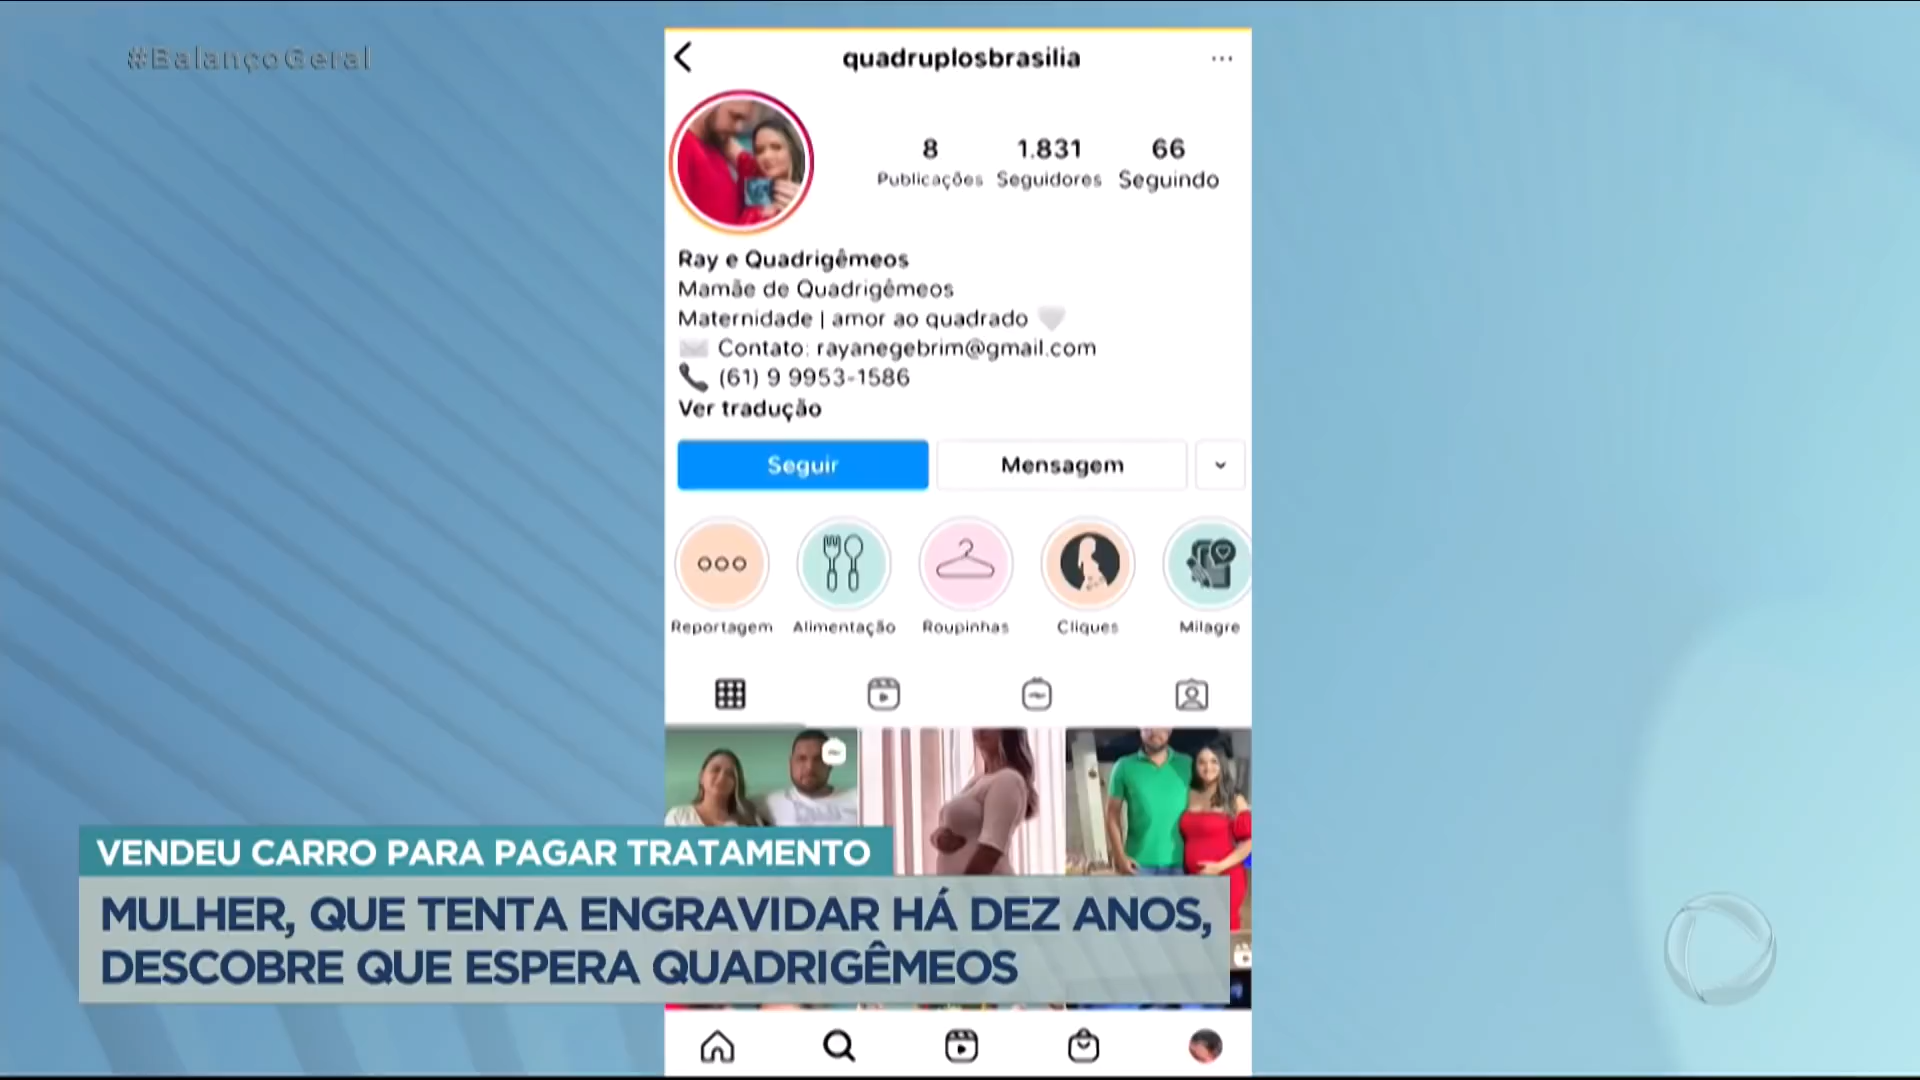 #BalançoGeral
quadruplosbrasilia
8 1.831 66
Publicações Seguidores Seguindo
Ray e Quadrigêmeos
Mamãe de Quadrigêmeos
Maternidade | amor ao quadrado
Contato: rayanegebrim@gmail.com
(61) 9 9953-1586
Ver tradução
Seguir Mensagem
Reportagem Alimentação Roupinhas Cliques Milagre
VENDEU CARRO PARA PAGAR TRATAMENTO
MULHER, QUE TENTA ENGRAVIDAR HÁ DEZ ANOS,
DESCOBRE QUE ESPERA QUADRIGÊMEOS